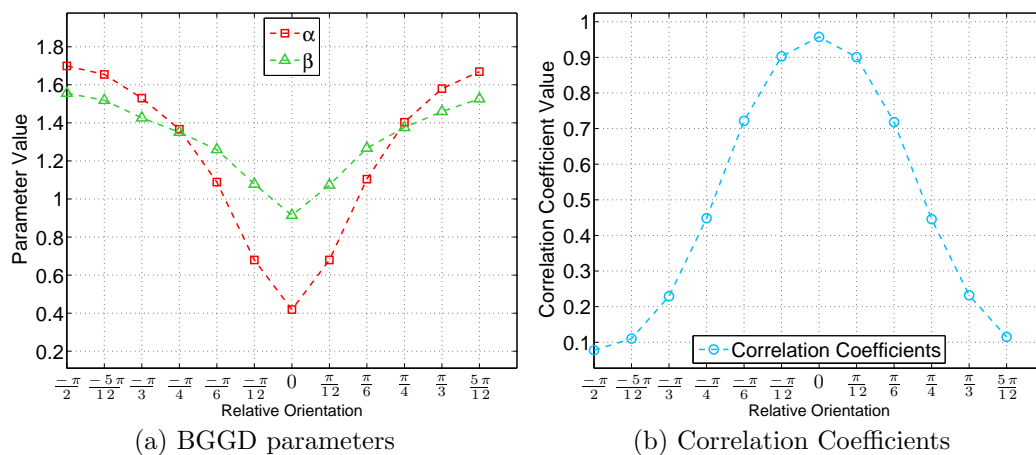 1.8
1.6
1.4
1.2
1
0.8
0.6
0.4
0.2
Parameter Value
α
β
−π/2 −5π/12 −π/3 −π/4 −π/6 −π/12 0 π/12 π/6 π/4 π/3 5π/12
Relative Orientation
(a) BGGD parameters
1
0.9
0.8
0.7
0.6
0.5
0.4
0.3
0.2
0.1
Correlation Coefficient Value
Correlation Coefficients
−π/2 −5π/12 −π/3 −π/4 −π/6 −π/12 0 π/12 π/6 π/4 π/3 5π/12
Relative Orientation
(b) Correlation Coefficients